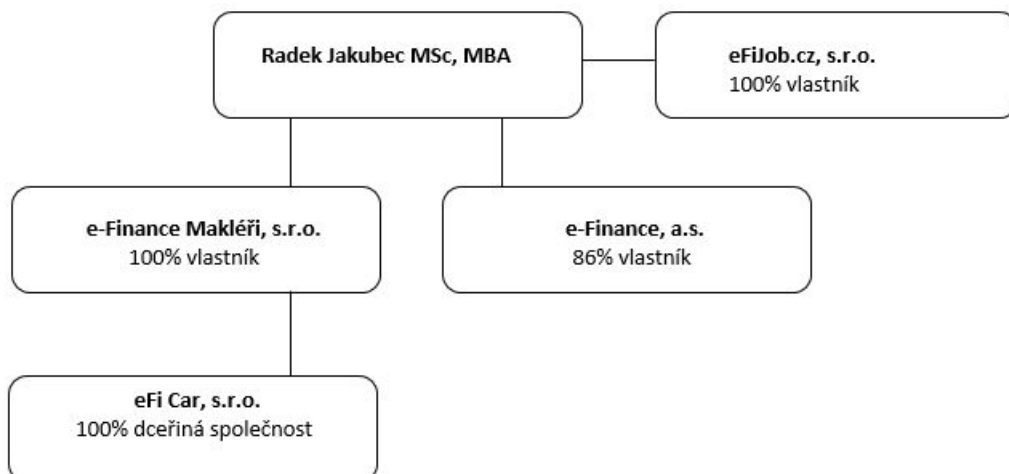 Radek Jakubec MSc, MBA
eFiJob.cz, s.r.o.
100% vlastník
e-Finance Makléři, s.r.o.
100% vlastník
e-Finance, a.s.
86% vlastník
eFi Car, s.r.o.
100% dceřiná společnost